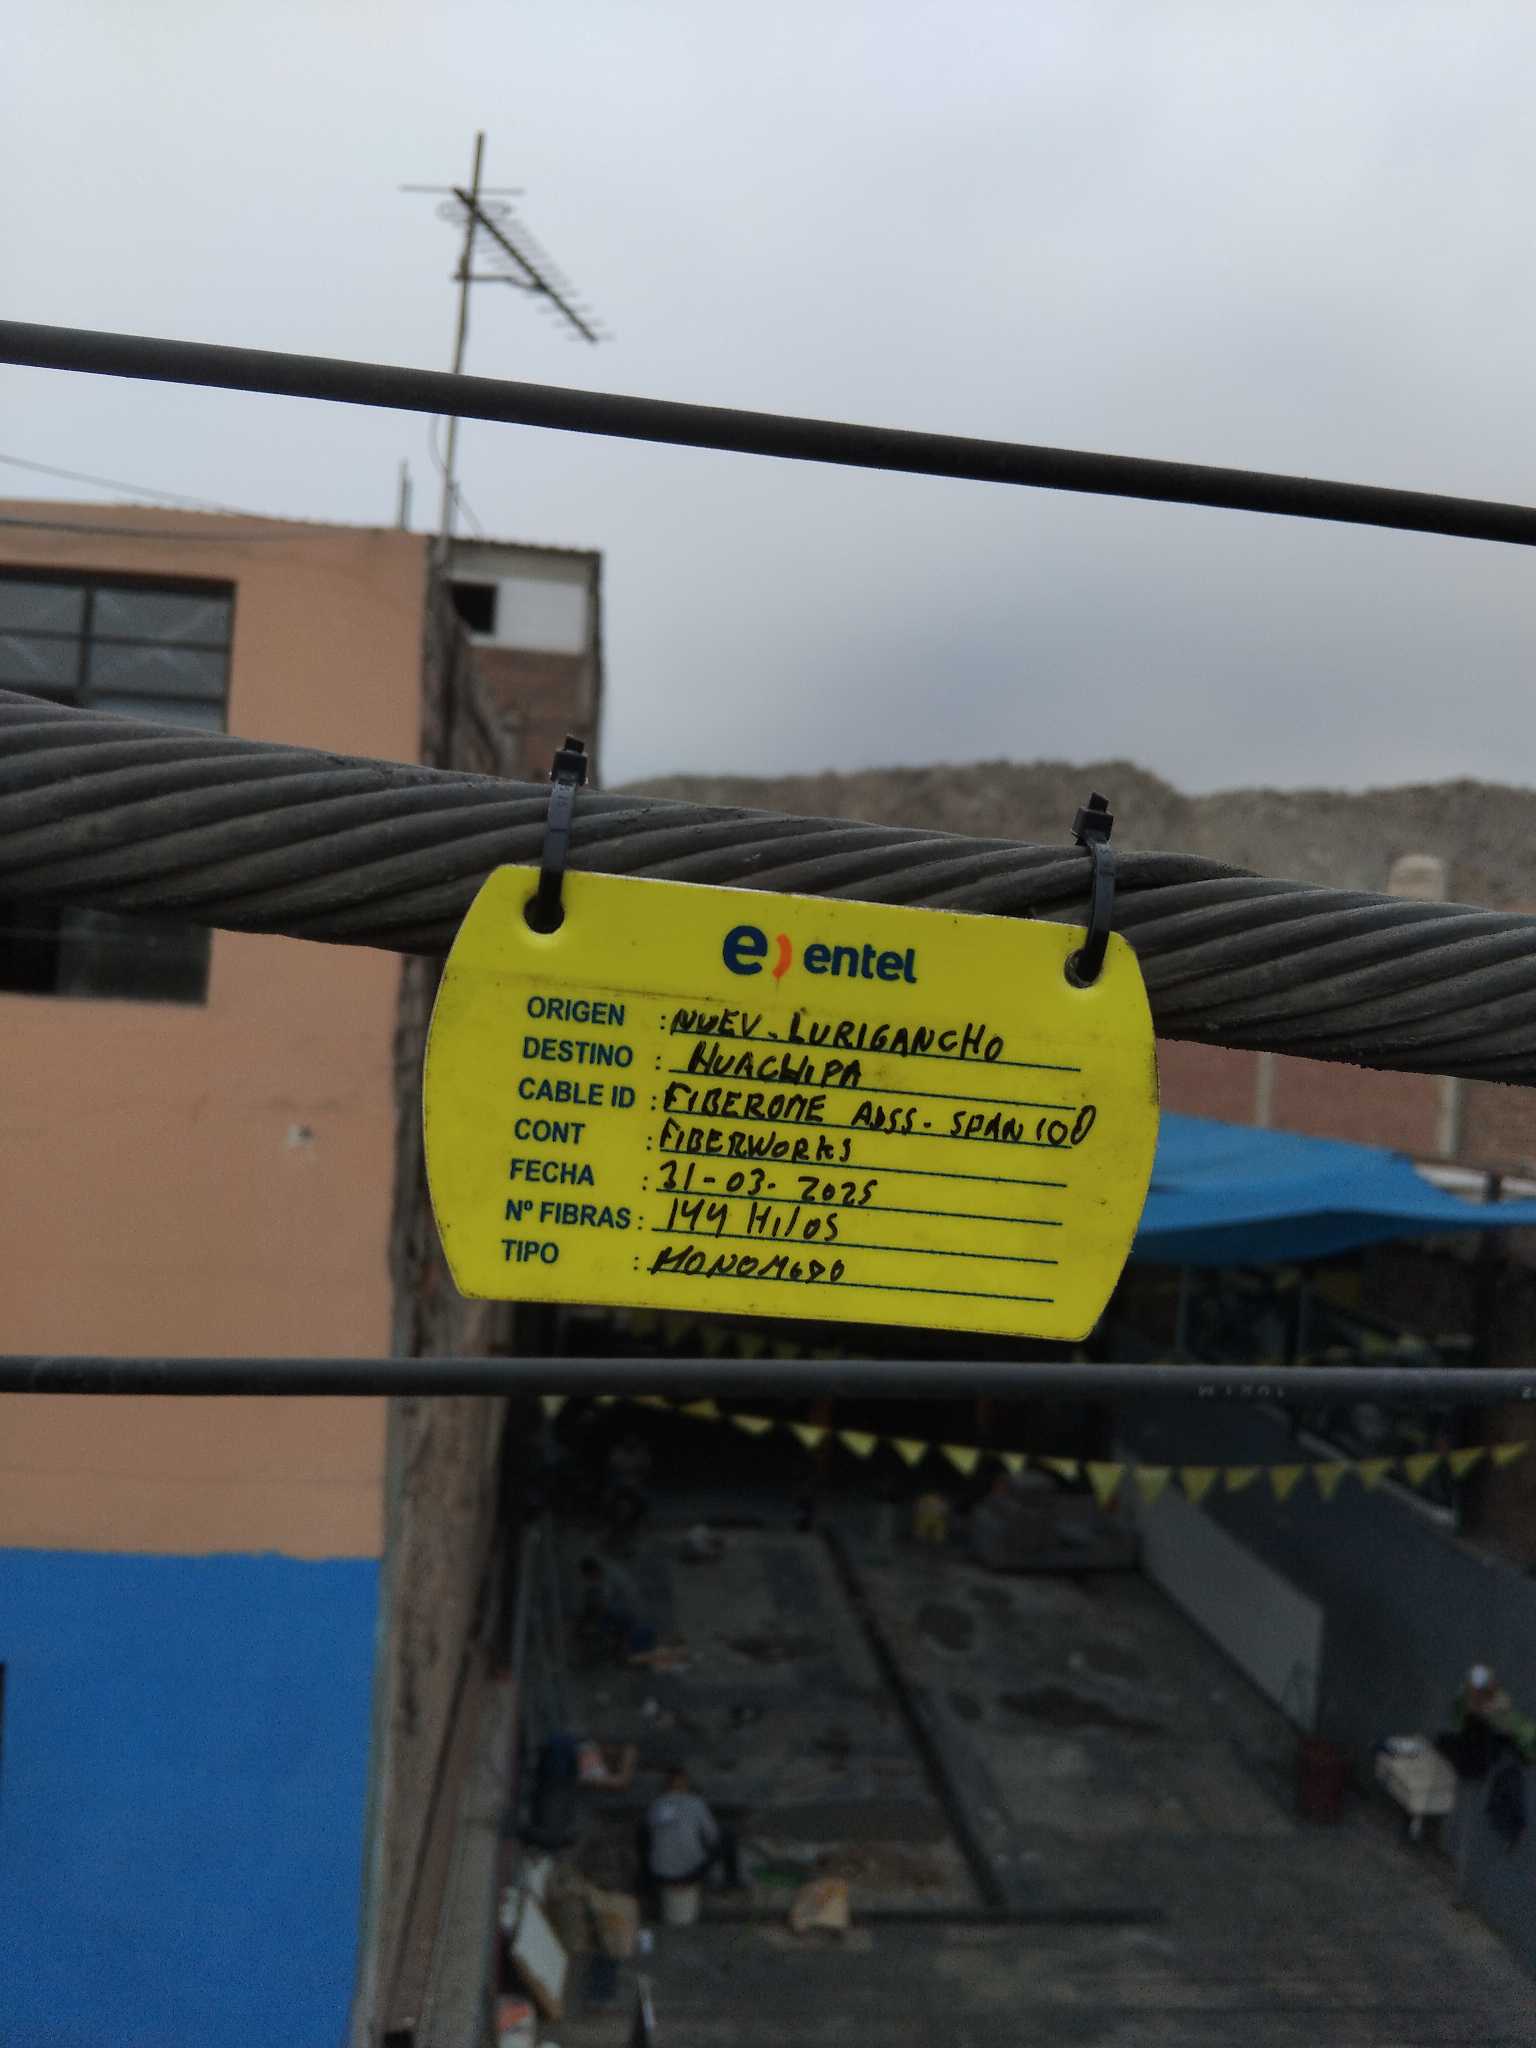 e) entel
ORIGEN : NUEV. LURIGANCHO
DESTINO : HUACHIPA
CABLE ID : FIBEROME ADSS. SPAN 100
CONT : FIBERWORKS
FECHA : 31-03-2025
Nº FIBRAS : 144 Hilos
TIPO : MONOMODO